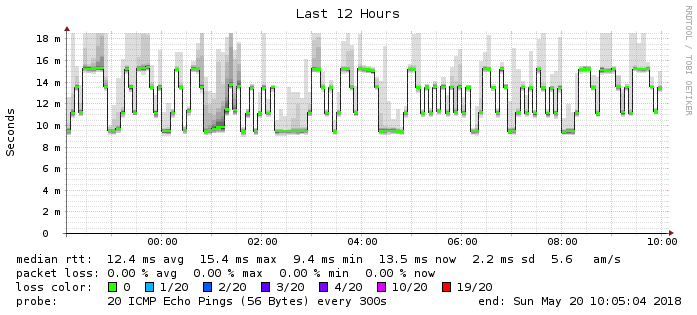 Last 12 Hours
RRDTOOL / TOBI OETIKER
Seconds
18 m
16 m
14 m
12 m
10 m
8 m
6 m
4 m
2 m
0
00:00 02:00 04:00 06:00 08:00 10:00
median rtt: 12.4 ms avg 15.4 ms max 9.4 ms min 13.5 ms now 2.2 ms sd 5.6 am/s
packet loss: 0.00 % avg 0.00 % max 0.00 % min 0.00 % now
loss color: 0 1/20 2/20 3/20 4/20 10/20 19/20
probe: 20 ICMP Echo Pings (56 Bytes) every 300s end: Sun May 20 10:05:04 2018